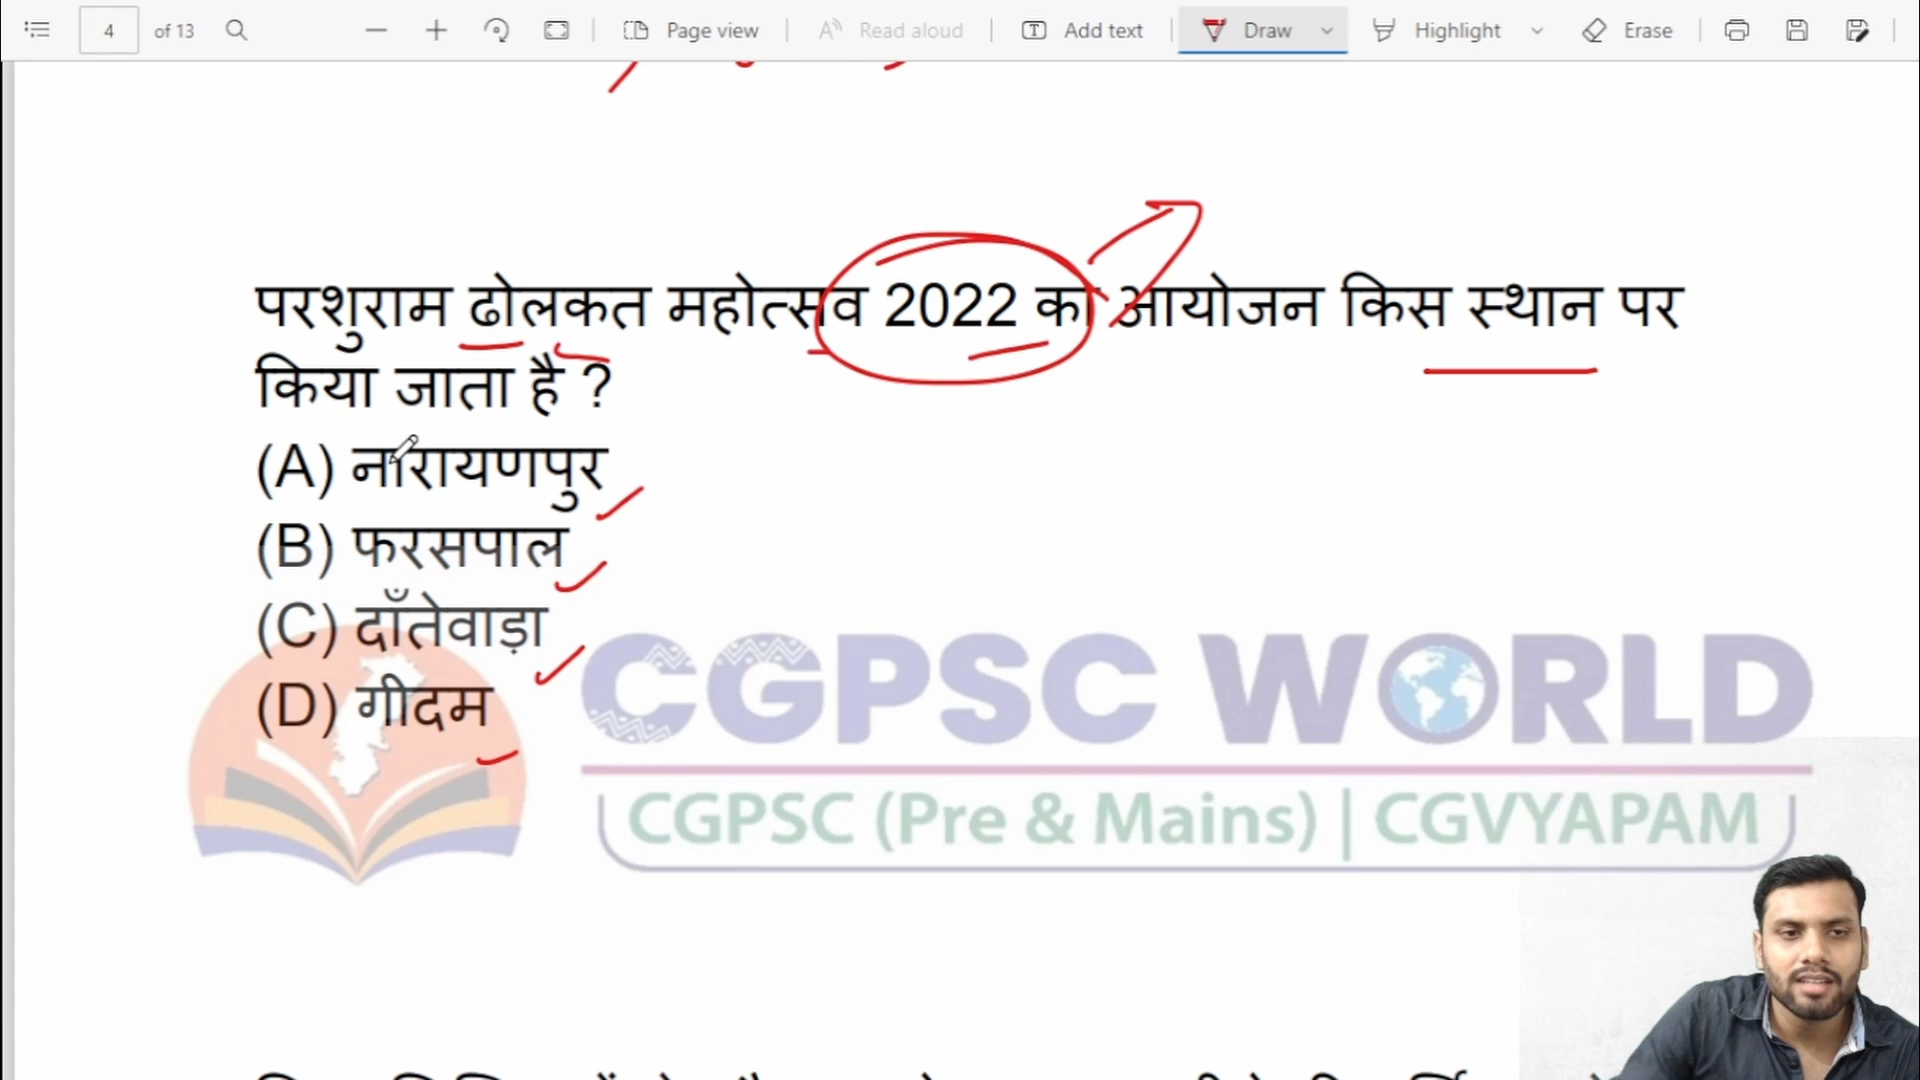 4 of 13 Page view Read aloud Add text Draw Highlight Erase
परशुराम ढोलकत महोत्सव 2022 का आयोजन किस स्थान पर
किया जाता है ?
(A) नारायणपुर
(B) फरसपाल
(C) दाँतेवाड़ा
(D) गीदम
CGPSC WORLD
CGPSC (Pre & Mains) | CGVYAPAM